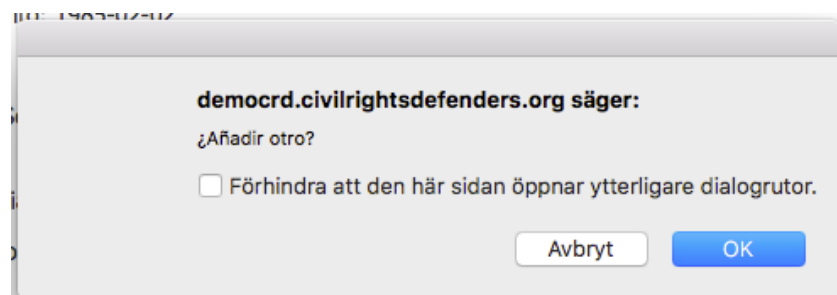 democrd.civilrightsdefenders.org säger:
¿Añadir otro?
Förhindra att den här sidan öppnar ytterligare dialogrutor.
Avbryt
OK